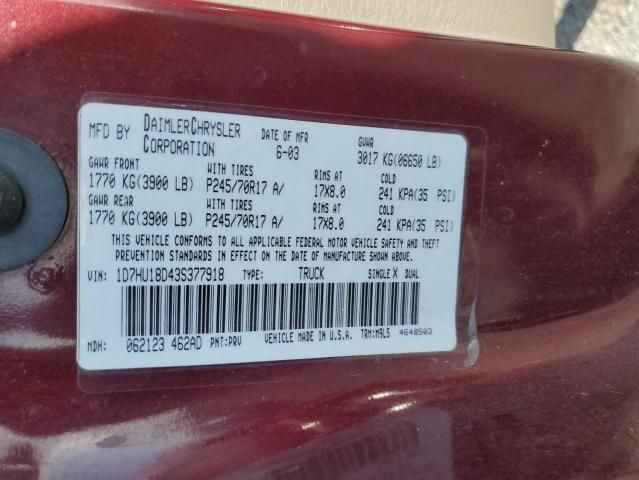 MFD BY DAIMLERCHRYSLER CORPORATION DATE OF MFR 6-03 GVWR 3017 KG(06650 LB)
GAWR FRONT WITH TIRES RIMS AT COLD
1770 KG(3900 LB) P245/70R17 A/ 17X8.0 241 KPA(35 PSI)
GAWR REAR WITH TIRES RIMS AT COLD
1770 KG(3900 LB) P245/70R17 A/ 17X8.0 241 KPA(35 PSI)
THIS VEHICLE CONFORMS TO ALL APPLICABLE FEDERAL MOTOR VEHICLE SAFETY AND THEFT
PREVENTION STANDARDS IN EFFECT ON THE DATE OF MANUFACTURE SHOWN ABOVE.
VIN: 1D7HU18D43S377918 TYPE: TRUCK SINGLE X DUAL
MDH: 062123 462AD PNT:PRV VEHICLE MADE IN U.S.A. TRM:M9L5 4648503